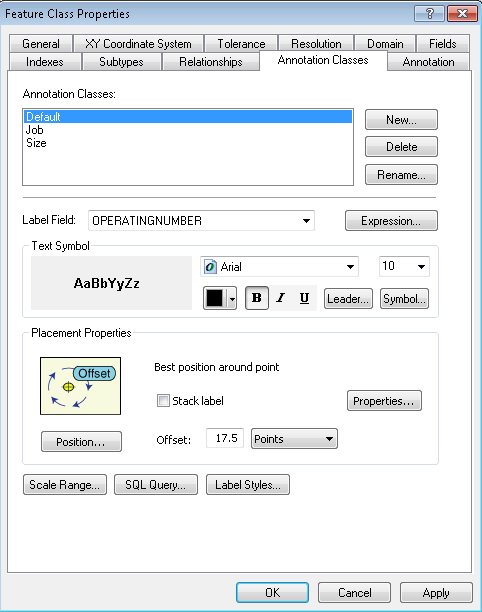 Feature Class Properties
General XY Coordinate System Tolerance Resolution Domain Fields
Indexes Subtypes Relationships Annotation Classes Annotation
Annotation Classes:
Default
Job
Size
New...
Delete
Rename...
Label Field: OPERATINGNUMBER Expression...
Text Symbol
AaBbYyZz
Arial 10
B I U Leader... Symbol...
Placement Properties
Offset
Best position around point
Stack label
Properties...
Position...
Offset: 17.5 Points
Scale Range... SQL Query... Label Styles...
OK Cancel Apply